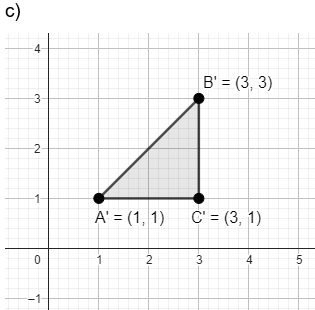 c)
4
B' = (3, 3)
3
2
1
A' = (1, 1) C' = (3, 1)
0 1 2 3 4 5
−1